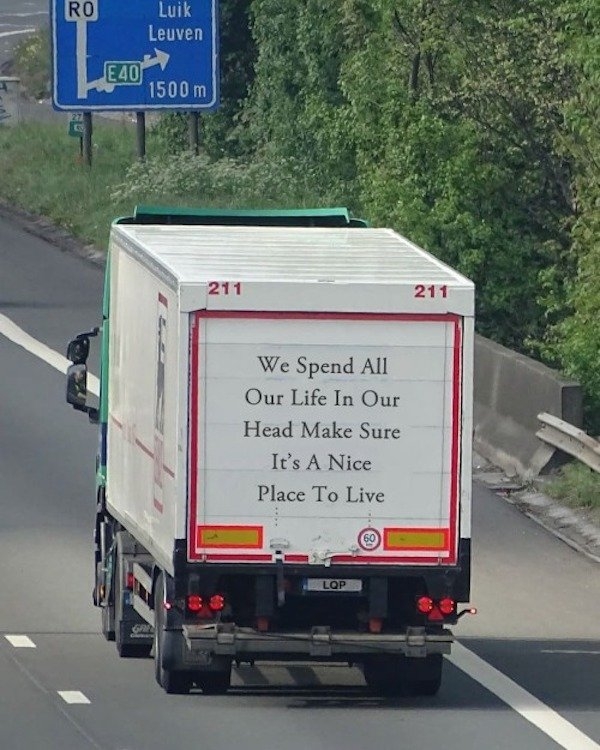 RO
Luik
Leuven
E40
1500 m
211
211
We Spend All
Our Life In Our
Head Make Sure
It's A Nice
Place To Live
60
LQP